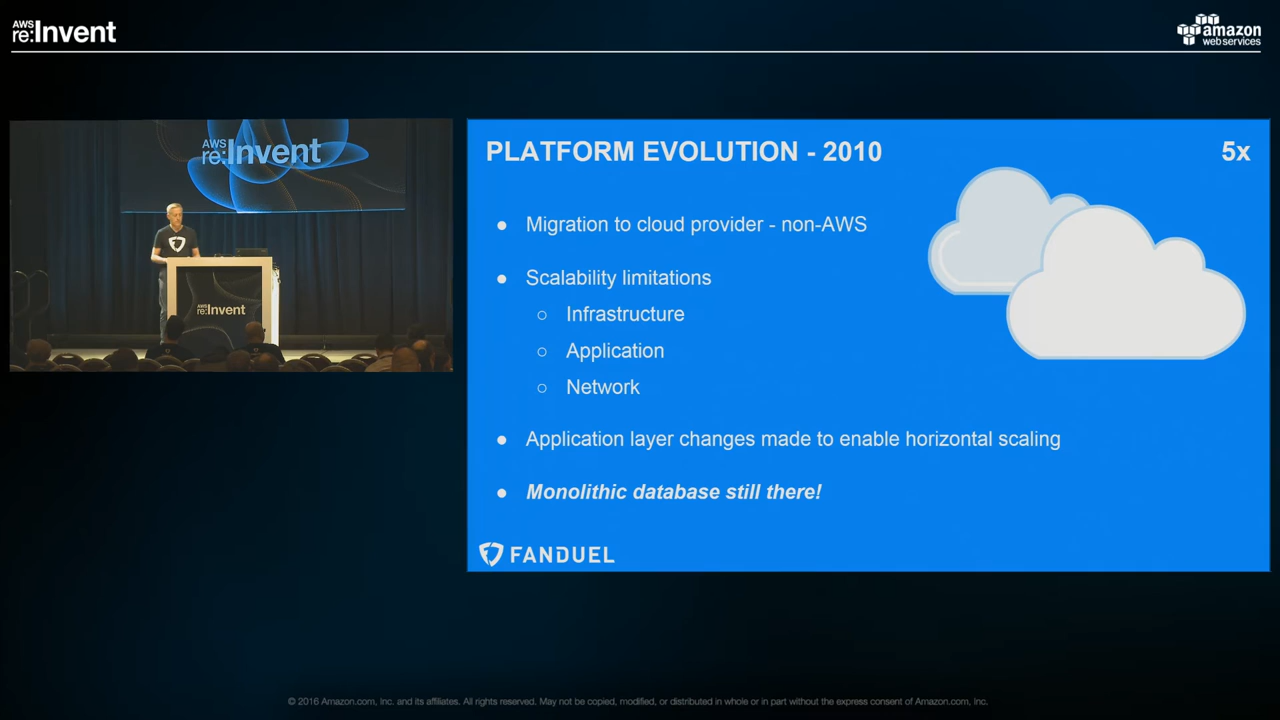 AWS
re:Invent
amazon
web services
AWS
re:Invent
AWS
re:Invent
PLATFORM EVOLUTION - 2010
5x
● Migration to cloud provider - non-AWS
● Scalability limitations
○ Infrastructure
○ Application
○ Network
● Application layer changes made to enable horizontal scaling
● Monolithic database still there!
FANDUEL
© 2016 Amazon.com, Inc. and its affiliates. All rights reserved. May not be copied, modified, or distributed in whole or in part without the express consent of Amazon.com, Inc.